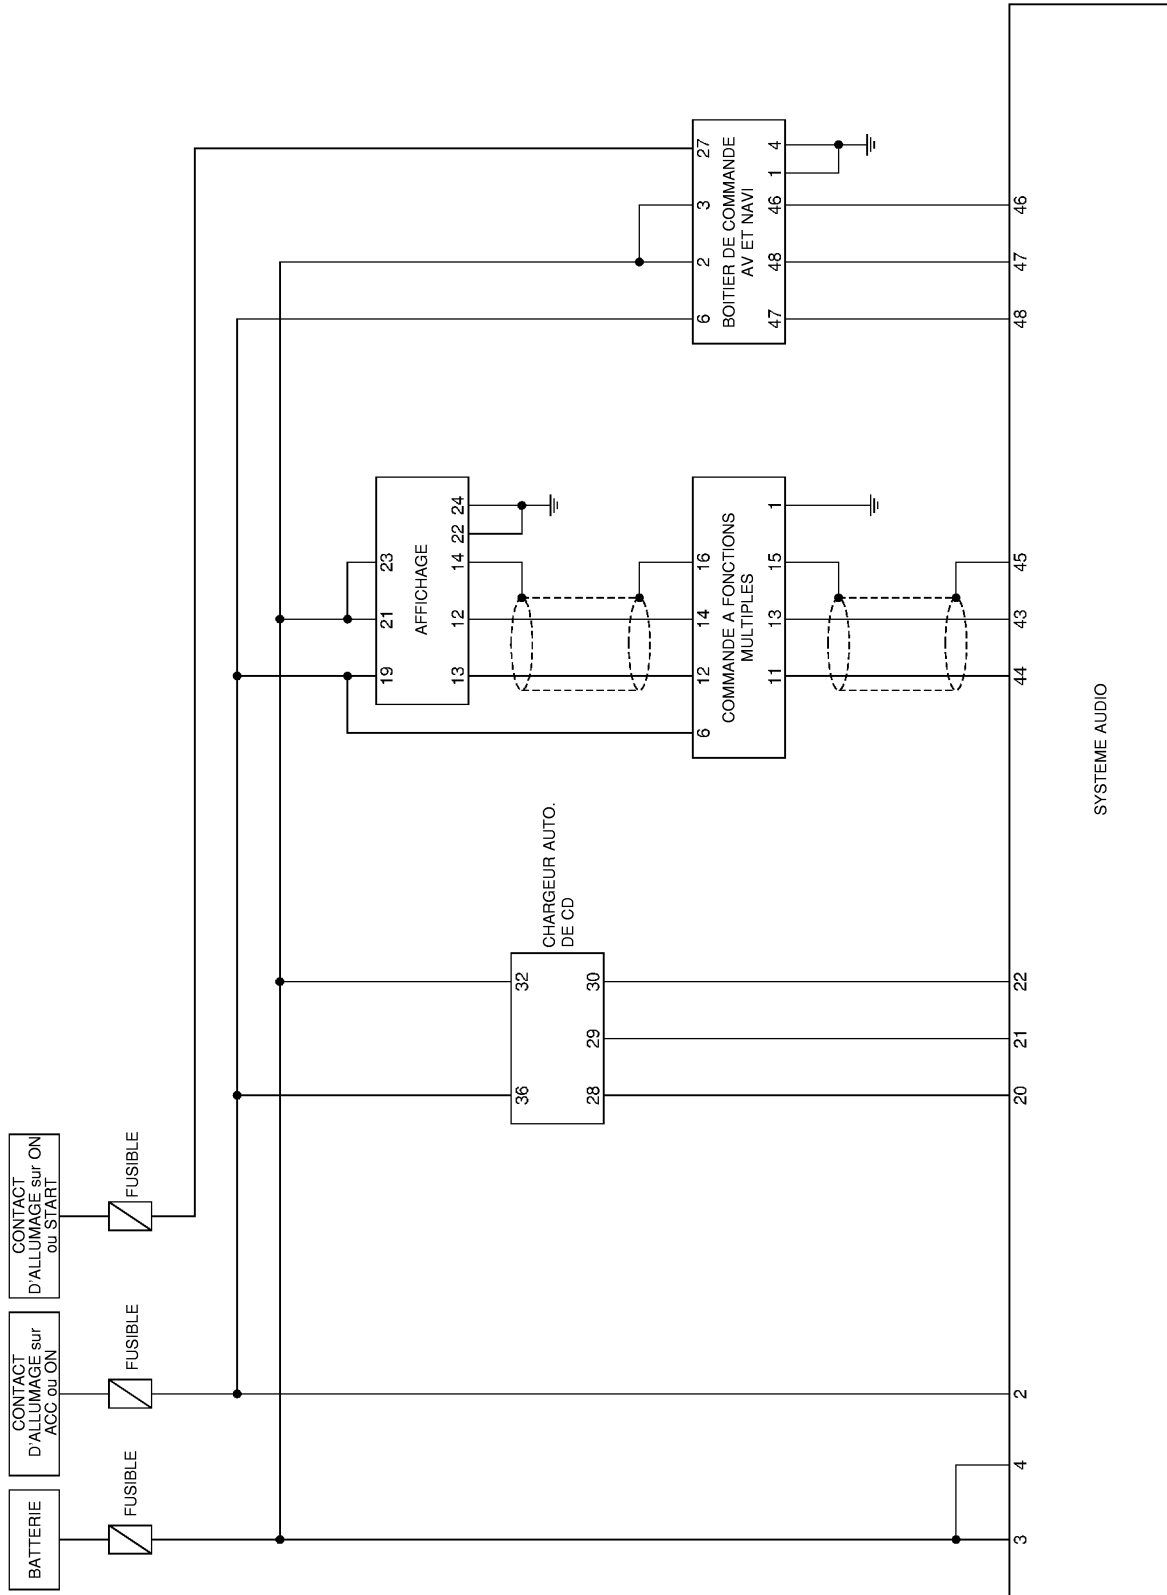 BATTERIE
CONTACT
D'ALLUMAGE sur
ACC ou ON
CONTACT
D'ALLUMAGE sur ON
ou START
FUSIBLE
FUSIBLE
FUSIBLE
19 21 23
AFFICHAGE
13 12 14 22 24
36 32
CHARGEUR AUTO.
DE CD
28 29 30
6 12 14 16
COMMANDE A FONCTIONS
MULTIPLES
11 13 15 1
6 2 3 27
BOITIER DE COMMANDE
AV ET NAVI
47 48 46 1 4
3 4 2 20 21 22 44 43 45 48 47 46
SYSTEME AUDIO